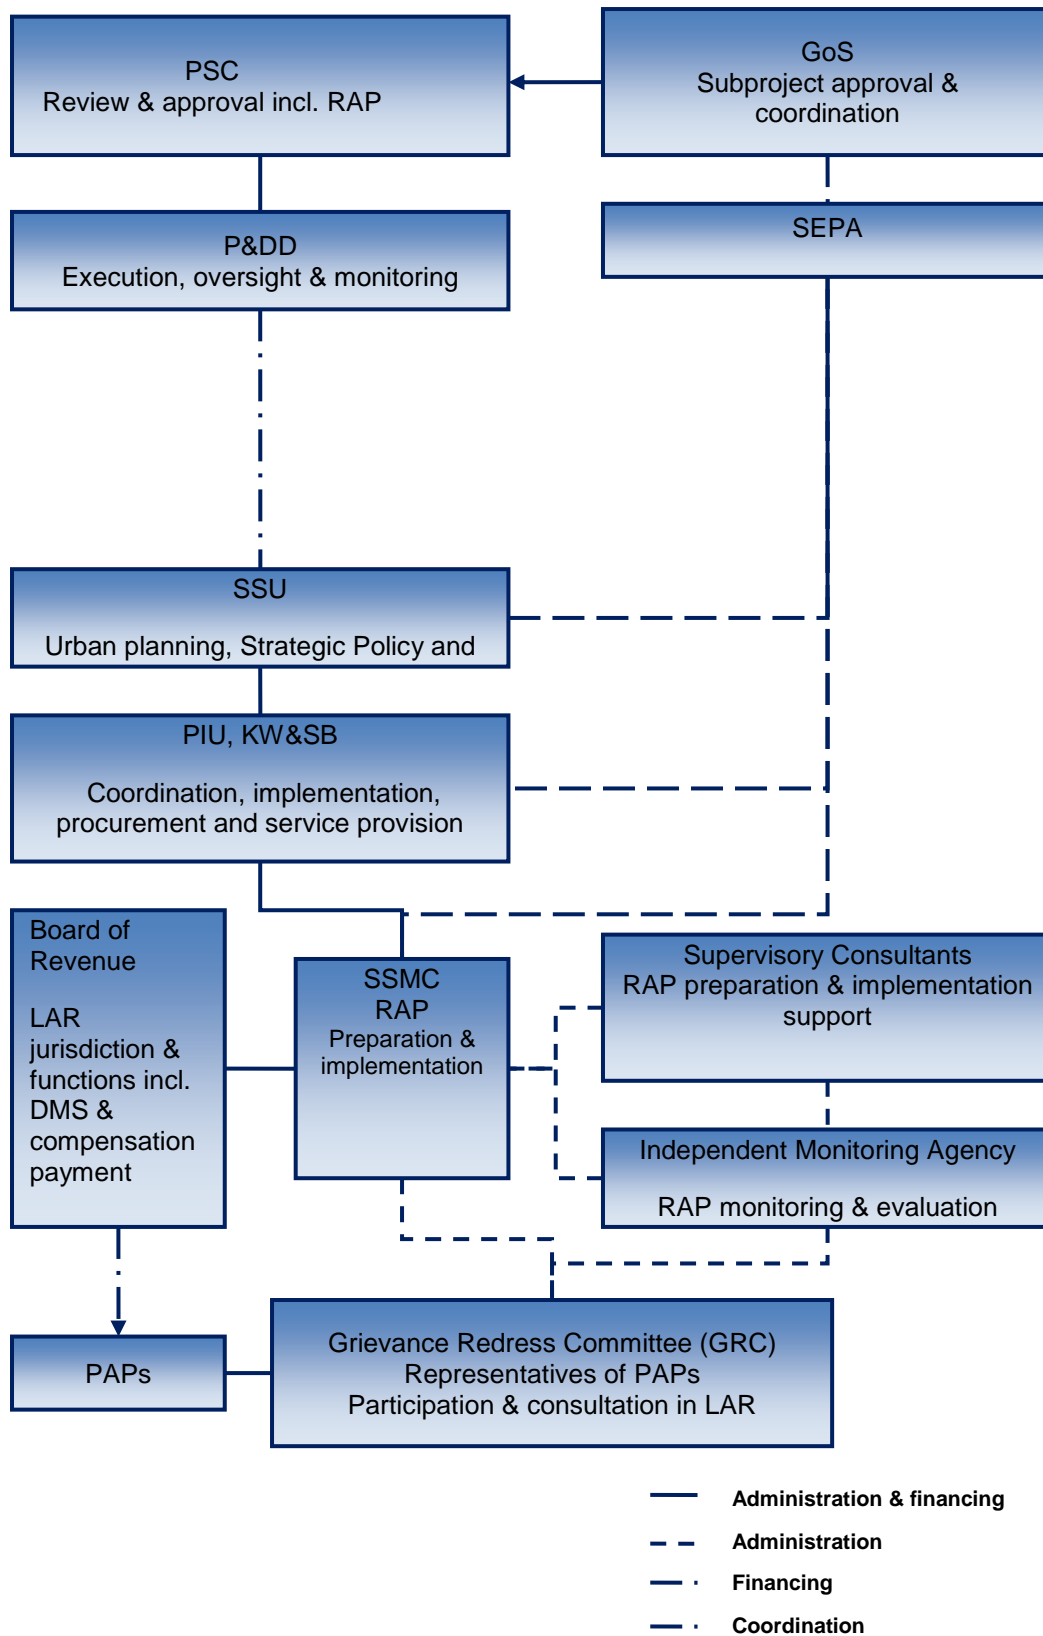 PSC
Review & approval incl. RAP
GoS
Subproject approval &
coordination
P&DD
Execution, oversight & monitoring
SEPA
SSU
Urban planning, Strategic Policy and
PIU, KW&SB
Coordination, implementation,
procurement and service provision
Board of
Revenue
LAR
jurisdiction &
functions incl.
DMS &
compensation
payment
SSMC
RAP
Preparation &
implementation
Supervisory Consultants
RAP preparation & implementation
support
Independent Monitoring Agency
RAP monitoring & evaluation
PAPs
Grievance Redress Committee (GRC)
Representatives of PAPs
Participation & consultation in LAR
Administration & financing
Administration
Financing
Coordination